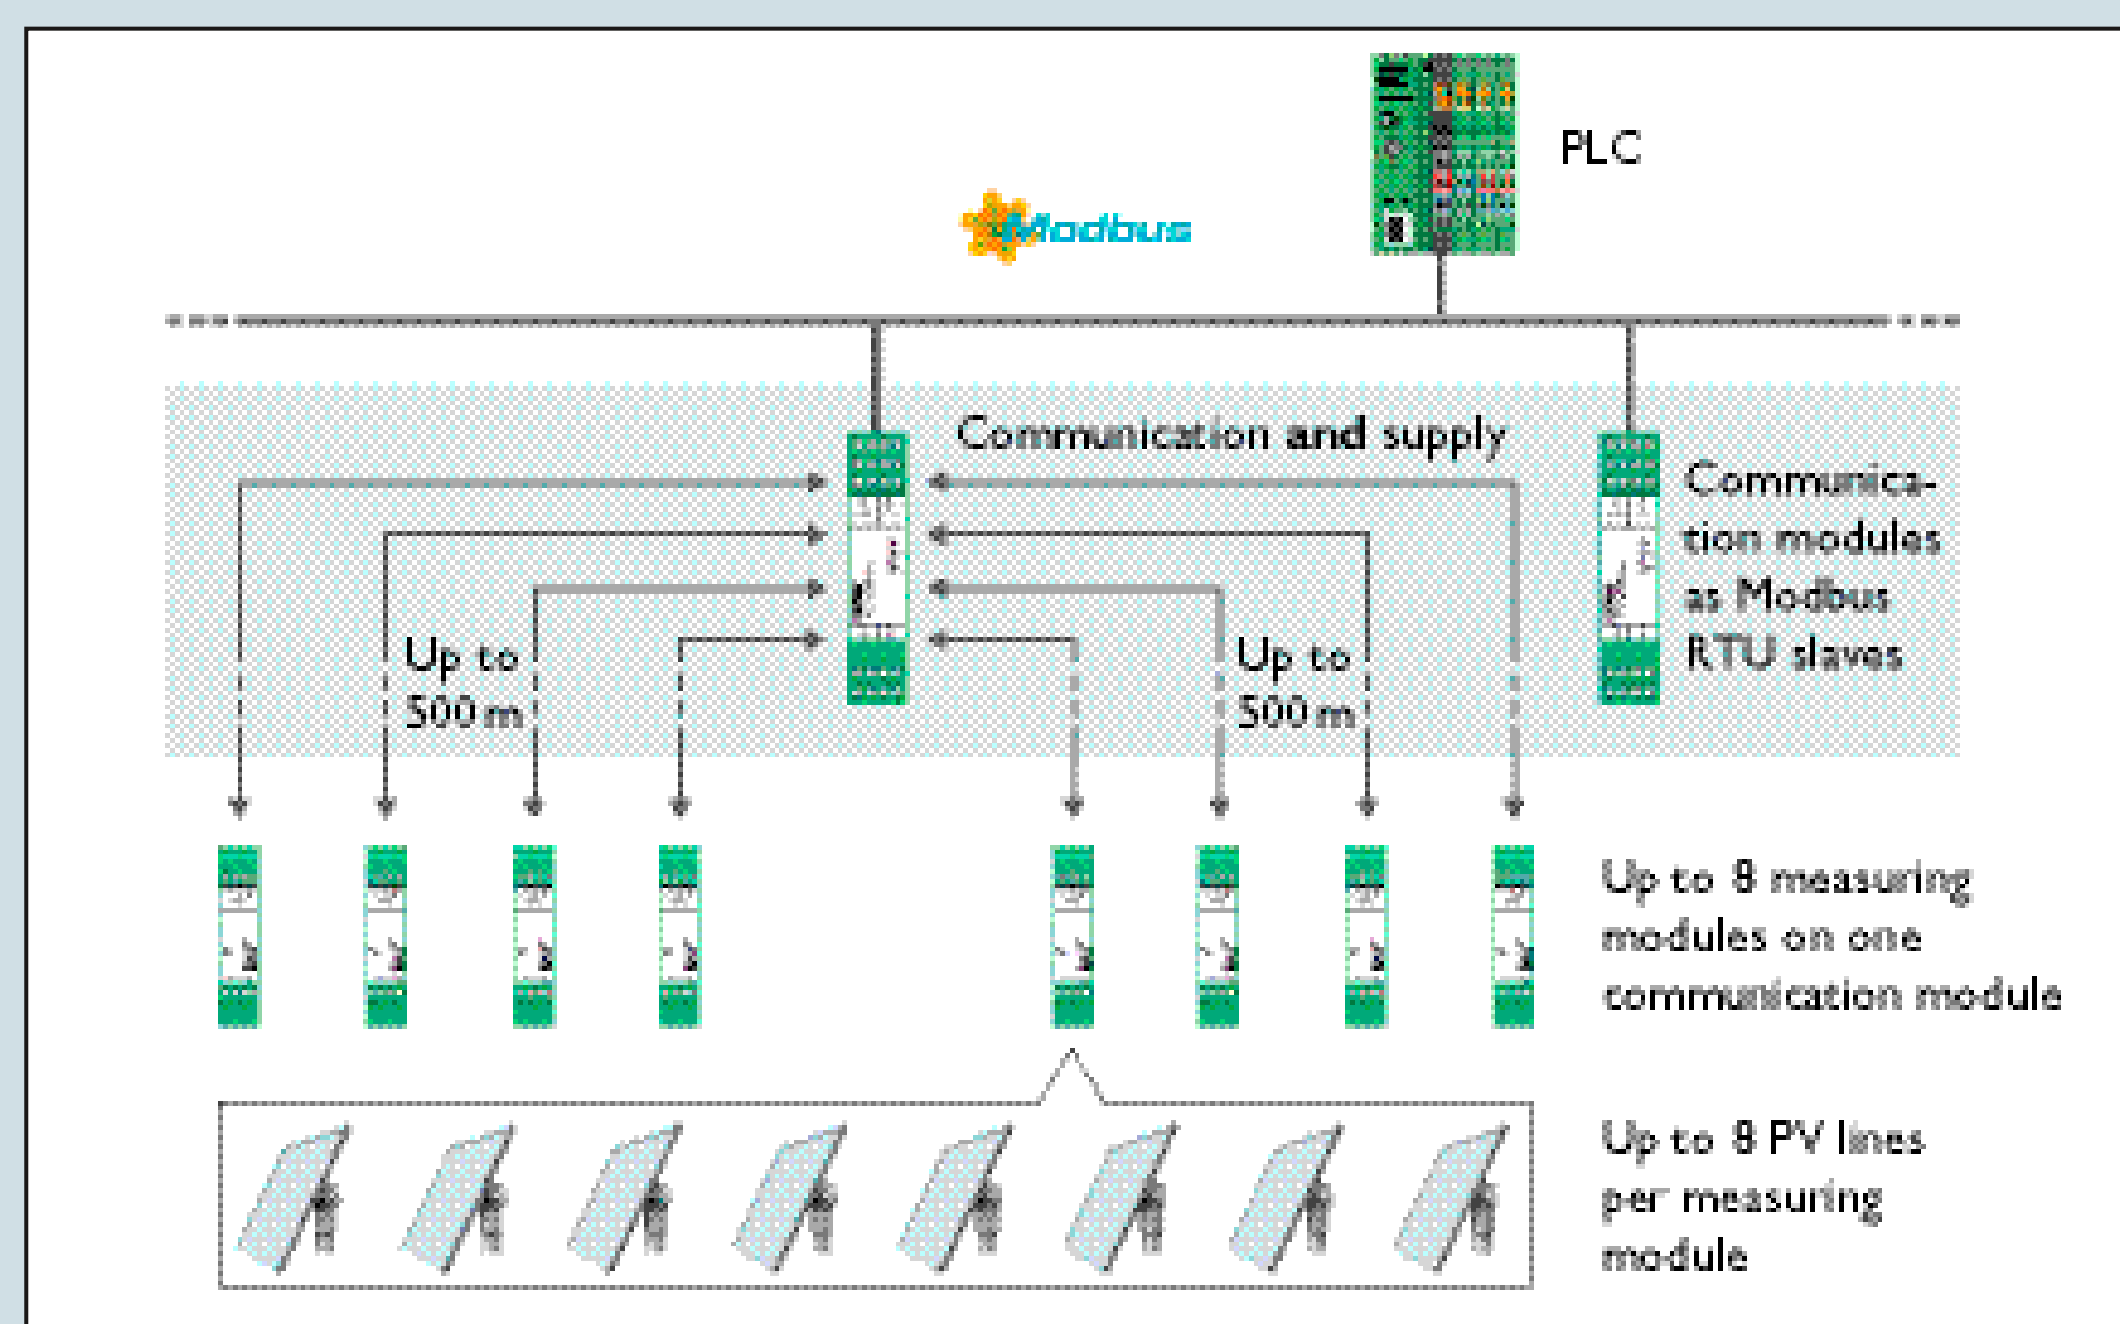 PLC
Modbus
Communication and supply
Communica-
tion modules
as Modbus
RTU slaves
Up to
500 m
Up to
500 m
Up to 8 measuring
modules on one
communication module
Up to 8 PV lines
per measuring
module